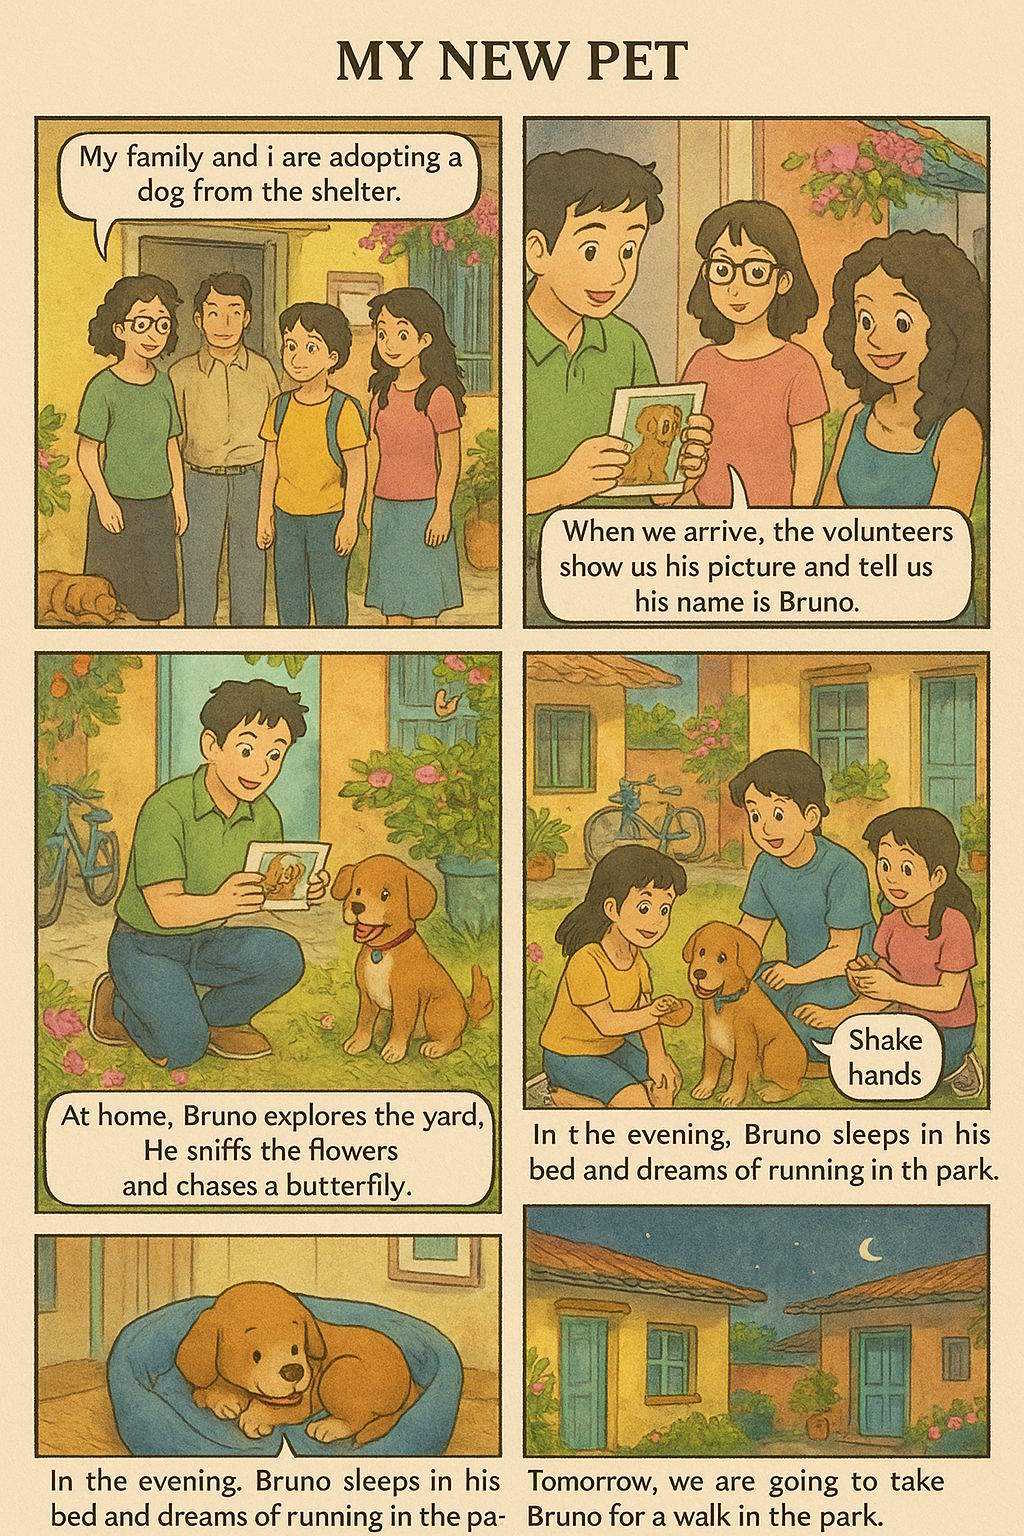 MY NEW PET
My family and i are adopting a
dog from the shelter.
When we arrive, the volunteers
show us his picture and tell us
his name is Bruno.
At home, Bruno explores the yard,
He sniffs the flowers
and chases a butterfily.
Shake
hands
In the evening, Bruno sleeps in his
bed and dreams of running in th park.
In the evening. Bruno sleeps in his
bed and dreams of running in the pa-
Tomorrow, we are going to take
Bruno for a walk in the park.